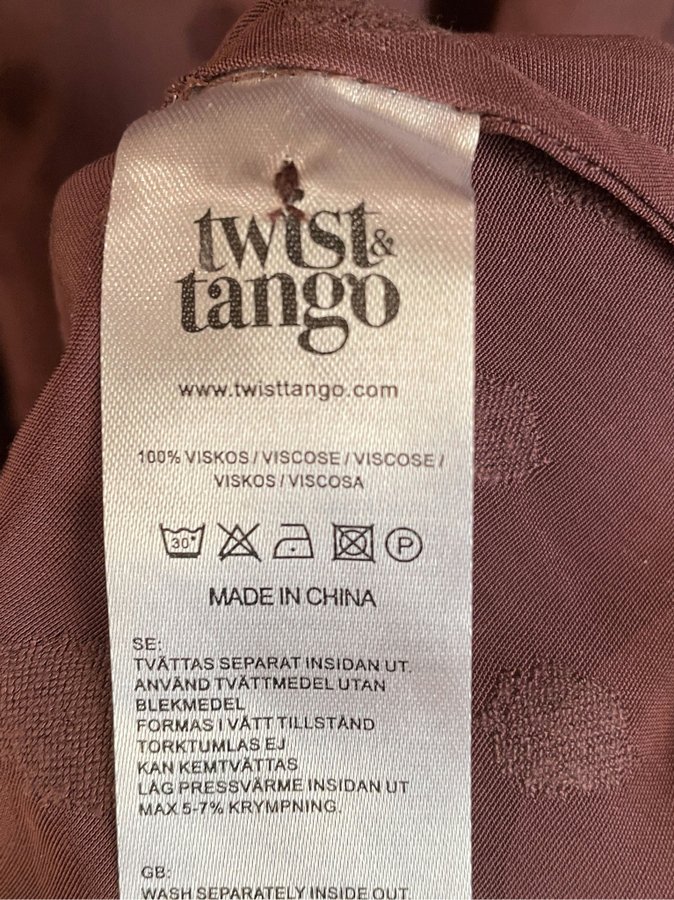 twist &
tango
www.twisttango.com
100% VISKOS / VISCOSE / VISCOSE /
VISKOS / VISCOSA
30°
P
MADE IN CHINA
SE:
TVÄTTAS SEPARAT INSIDAN UT.
ANVÄND TVÄTTMEDEL UTAN
BLEKMEDEL
FORMAS I VÅTT TILLSTÅND
TORKTUMLAS EJ
KAN KEMTVÄTTAS
LÅG PRESSVÄRME INSIDAN UT
MAX 5-7% KRYMPNING.
GB:
WASH SEPARATELY INSIDE OUT.